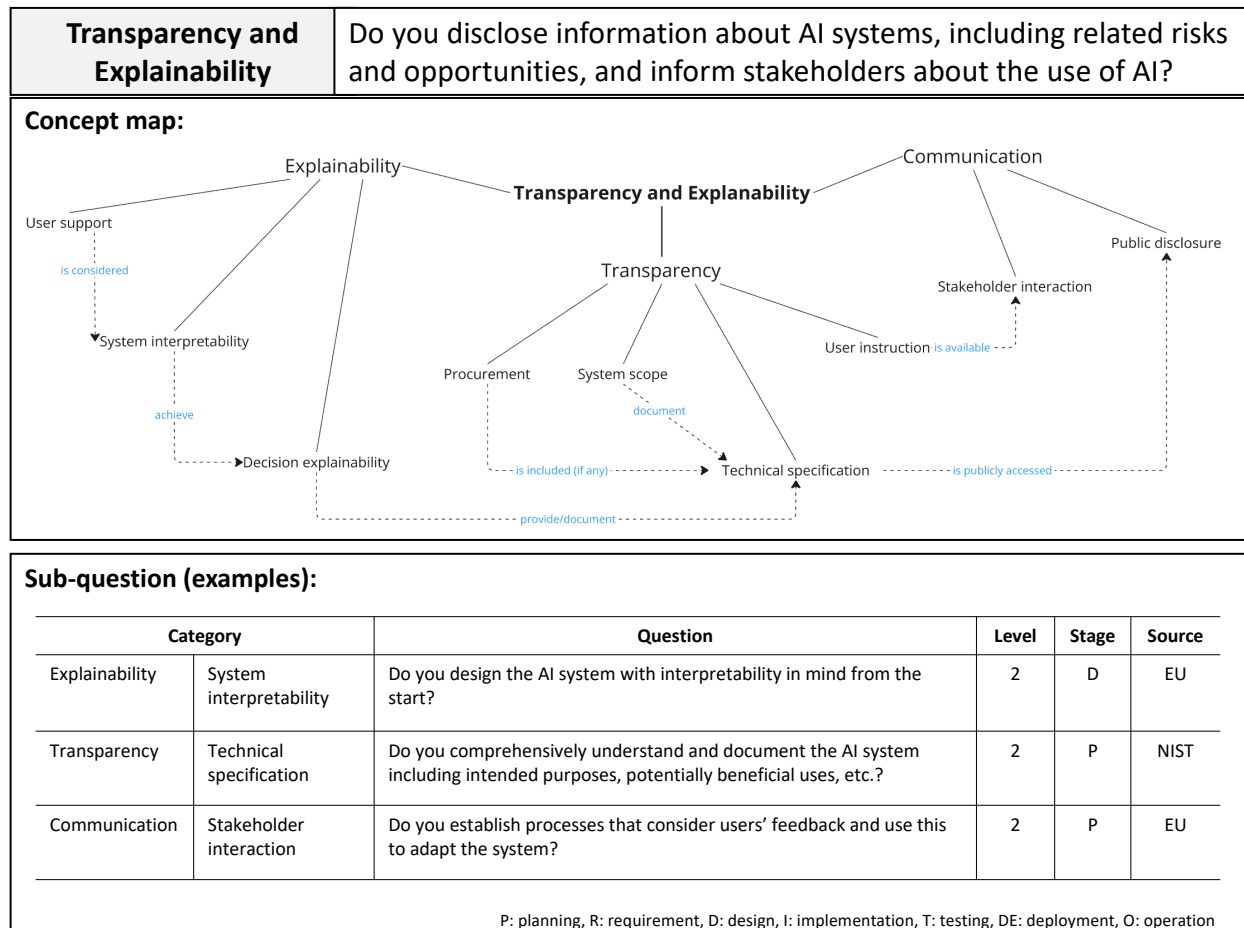 Transparency and
Explainability
Do you disclose information about AI systems, including related risks
and opportunities, and inform stakeholders about the use of AI?
Concept map:
Explainability
Communication
Transparency and Explanability
User support
Public disclosure
is considered
Transparency
Stakeholder interaction
System interpretability
User instruction
is available
Procurement
System scope
achieve
document
Decision explainability
is included (if any)
Technical specification
is publicly accessed
provide/document
Sub-question (examples):
Category Question Level Stage Source
Explainability System Do you design the AI system with interpretability in mind from the 2 D EU
interpretability start?
Transparency Technical Do you comprehensively understand and document the AI system 2 P NIST
specification including intended purposes, potentially beneficial uses, etc.?
Communication Stakeholder Do you establish processes that consider users’ feedback and use this 2 P EU
interaction to adapt the system?
P: planning, R: requirement, D: design, I: implementation, T: testing, DE: deployment, O: operation